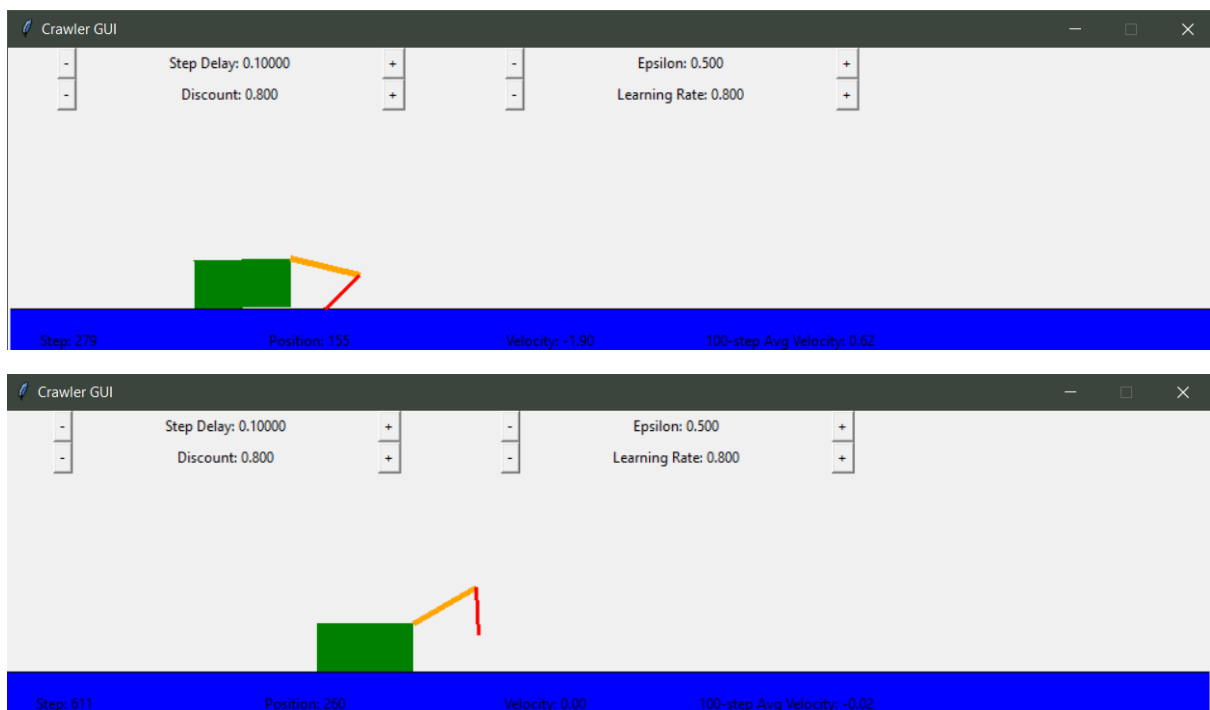 Crawler GUI
- Step Delay: 0.10000 + - Epsilon: 0.500 +
- Discount: 0.800 + - Learning Rate: 0.800 +
Step: 279 Position: 155 Velocity: -1.90 100-step Avg Velocity: 0.62
Crawler GUI
- Step Delay: 0.10000 + - Epsilon: 0.500 +
- Discount: 0.800 + - Learning Rate: 0.800 +
Step: 611 Position: 260 Velocity: 0.00 100-step Avg Velocity: -0.02